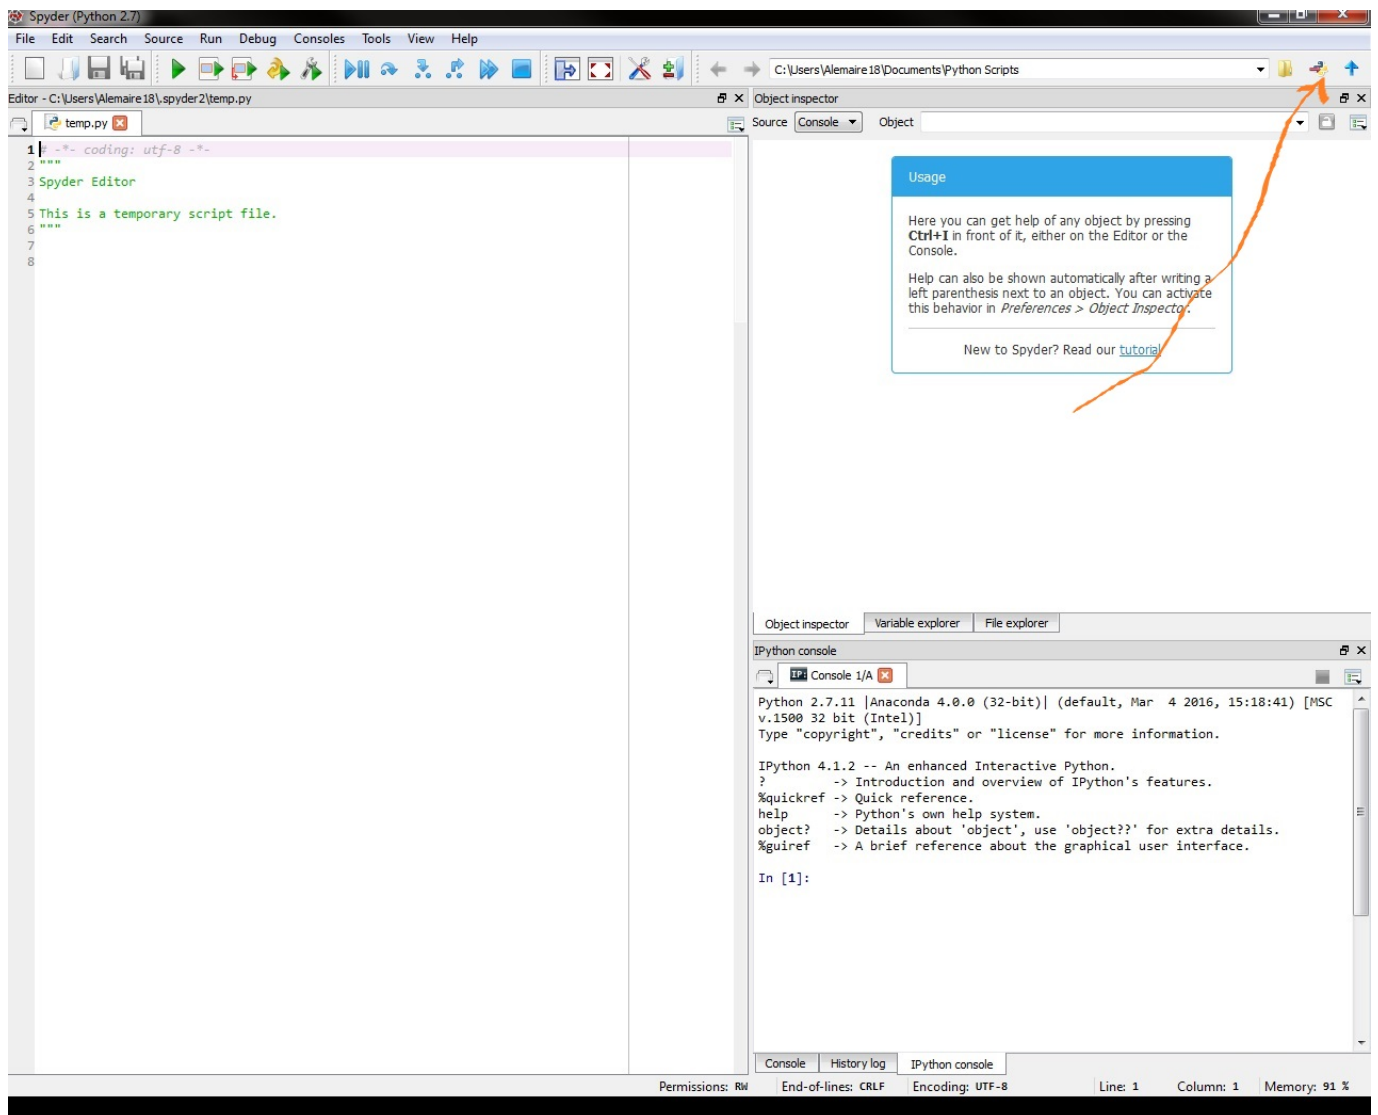 Spyder (Python 2.7)
File Edit Search Source Run Debug Consoles Tools View Help
C:\Users\Alemaire18\Documents\Python Scripts
Editor - C:\Users\Alemaire18\.spyder2\temp.py
temp.py
1 # -*- coding: utf-8 -*-
2 """
3 Spyder Editor
4
5 This is a temporary script file.
6 """
7
8
Object inspector
Source Console Object
Usage
Here you can get help of any object by pressing
Ctrl+I in front of it, either on the Editor or the
Console.
Help can also be shown automatically after writing a
left parenthesis next to an object. You can activate
this behavior in Preferences > Object Inspector.
New to Spyder? Read our tutorial
Object inspector Variable explorer File explorer
IPython console
IP: Console 1/A
Python 2.7.11 |Anaconda 4.0.0 (32-bit)| (default, Mar  4 2016, 15:18:41) [MSC
v.1500 32 bit (Intel)]
Type "copyright", "credits" or "license" for more information.
IPython 4.1.2 -- An enhanced Interactive Python.
?         -> Introduction and overview of IPython's features.
%quickref -> Quick reference.
help      -> Python's own help system.
object?   -> Details about 'object', use 'object??' for extra details.
%guiref   -> A brief reference about the graphical user interface.
In [1]:
Console History log IPython console
Permissions: RW End-of-lines: CRLF Encoding: UTF-8 Line: 1 Column: 1 Memory: 91 %